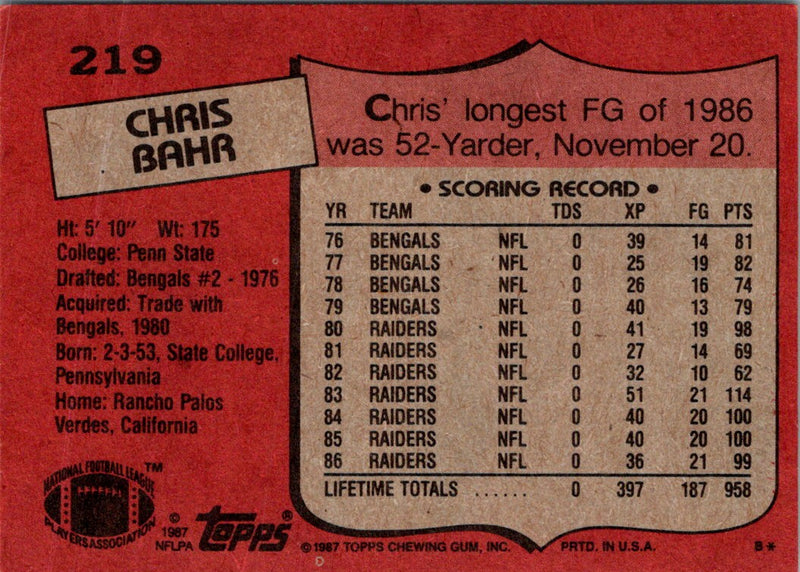 219
CHRIS
BAHR
Chris' longest FG of 1986
was 52-Yarder, November 20.
Ht: 5' 10" Wt: 175
College: Penn State
Drafted: Bengals #2 - 1976
Acquired: Trade with
Bengals, 1980
Born: 2-3-53, State College,
Pennsylvania
Home: Rancho Palos
Verdes, California
• SCORING RECORD •
YR TEAM TDS XP FG PTS
76 BENGALS NFL 0 39 14 81
77 BENGALS NFL 0 25 19 82
78 BENGALS NFL 0 26 16 74
79 BENGALS NFL 0 40 13 79
80 RAIDERS NFL 0 41 19 98
81 RAIDERS NFL 0 27 14 69
82 RAIDERS NFL 0 32 10 62
83 RAIDERS NFL 0 51 21 114
84 RAIDERS NFL 0 40 20 100
85 RAIDERS NFL 0 40 20 100
86 RAIDERS NFL 0 36 21 99
LIFETIME TOTALS ...... 0 397 187 958
NATIONAL FOOTBALL LEAGUE ™
PLAYERS ASSOCIATION
© 1987 NFLPA
TOPPS®
©1987 TOPPS CHEWING GUM, INC. PRTD. IN U.S.A. B*